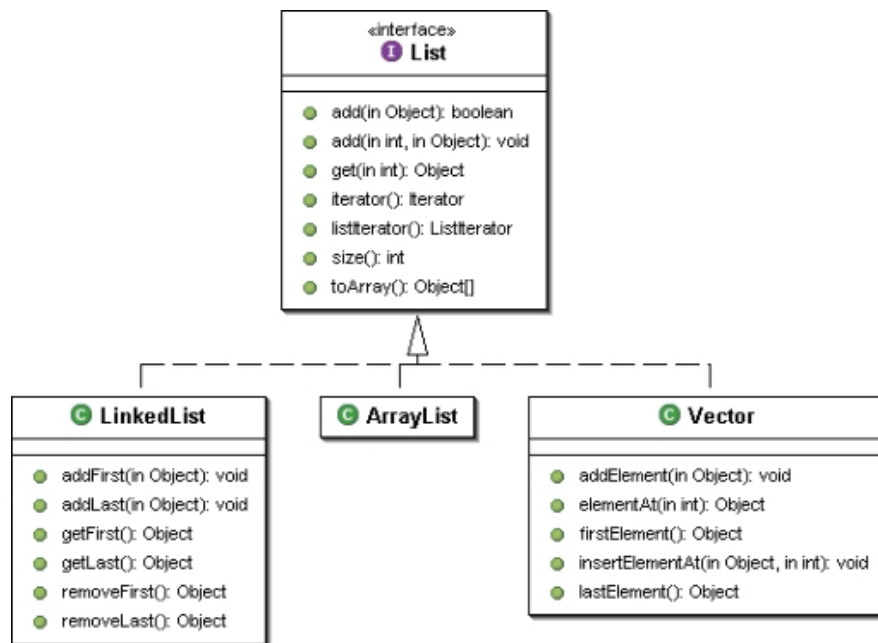 «interface»
I List
add(in Object): boolean
add(in int, in Object): void
get(in int): Object
iterator(): Iterator
listIterator(): ListIterator
size(): int
toArray(): Object[]
C LinkedList
addFirst(in Object): void
addLast(in Object): void
getFirst(): Object
getLast(): Object
removeFirst(): Object
removeLast(): Object
C ArrayList
C Vector
addElement(in Object): void
elementAt(in int): Object
firstElement(): Object
insertElementAt(in Object, in int): void
lastElement(): Object